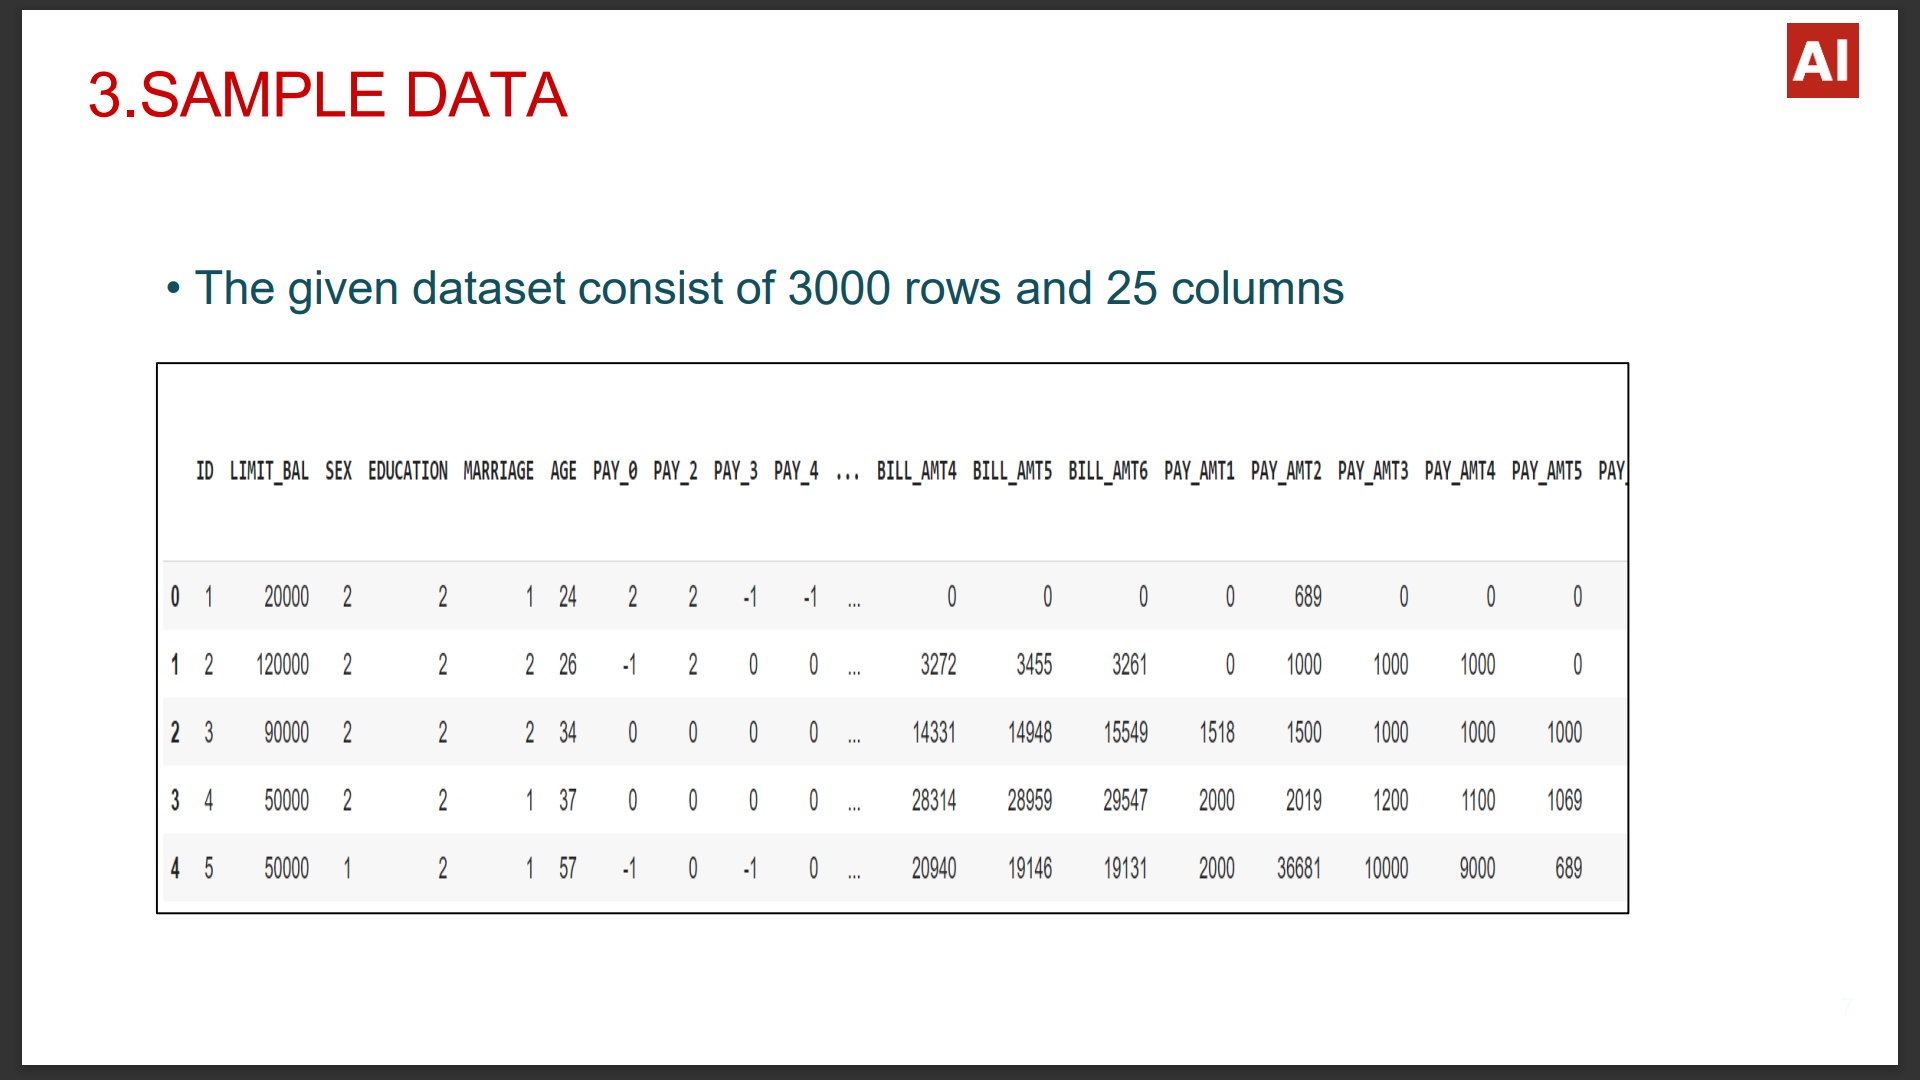 AI
3.SAMPLE DATA
• The given dataset consist of 3000 rows and 25 columns
ID LIMIT_BAL SEX EDUCATION MARRIAGE AGE PAY_0 PAY_2 PAY_3 PAY_4 ... BILL_AMT4 BILL_AMT5 BILL_AMT6 PAY_AMT1 PAY_AMT2 PAY_AMT3 PAY_AMT4 PAY_AMT5 PAY_
0 1 20000 2 2 1 24 2 2 -1 -1 ... 0 0 0 0 689 0 0 0
1 2 120000 2 2 2 26 -1 2 0 0 ... 3272 3455 3261 0 1000 1000 1000 0
2 3 90000 2 2 2 34 0 0 0 0 ... 14331 14948 15549 1518 1500 1000 1000 1000
3 4 50000 2 2 1 37 0 0 0 0 ... 28314 28959 29547 2000 2019 1200 1100 1069
4 5 50000 1 2 1 57 -1 0 -1 0 ... 20940 19146 19131 2000 36681 10000 9000 689
7